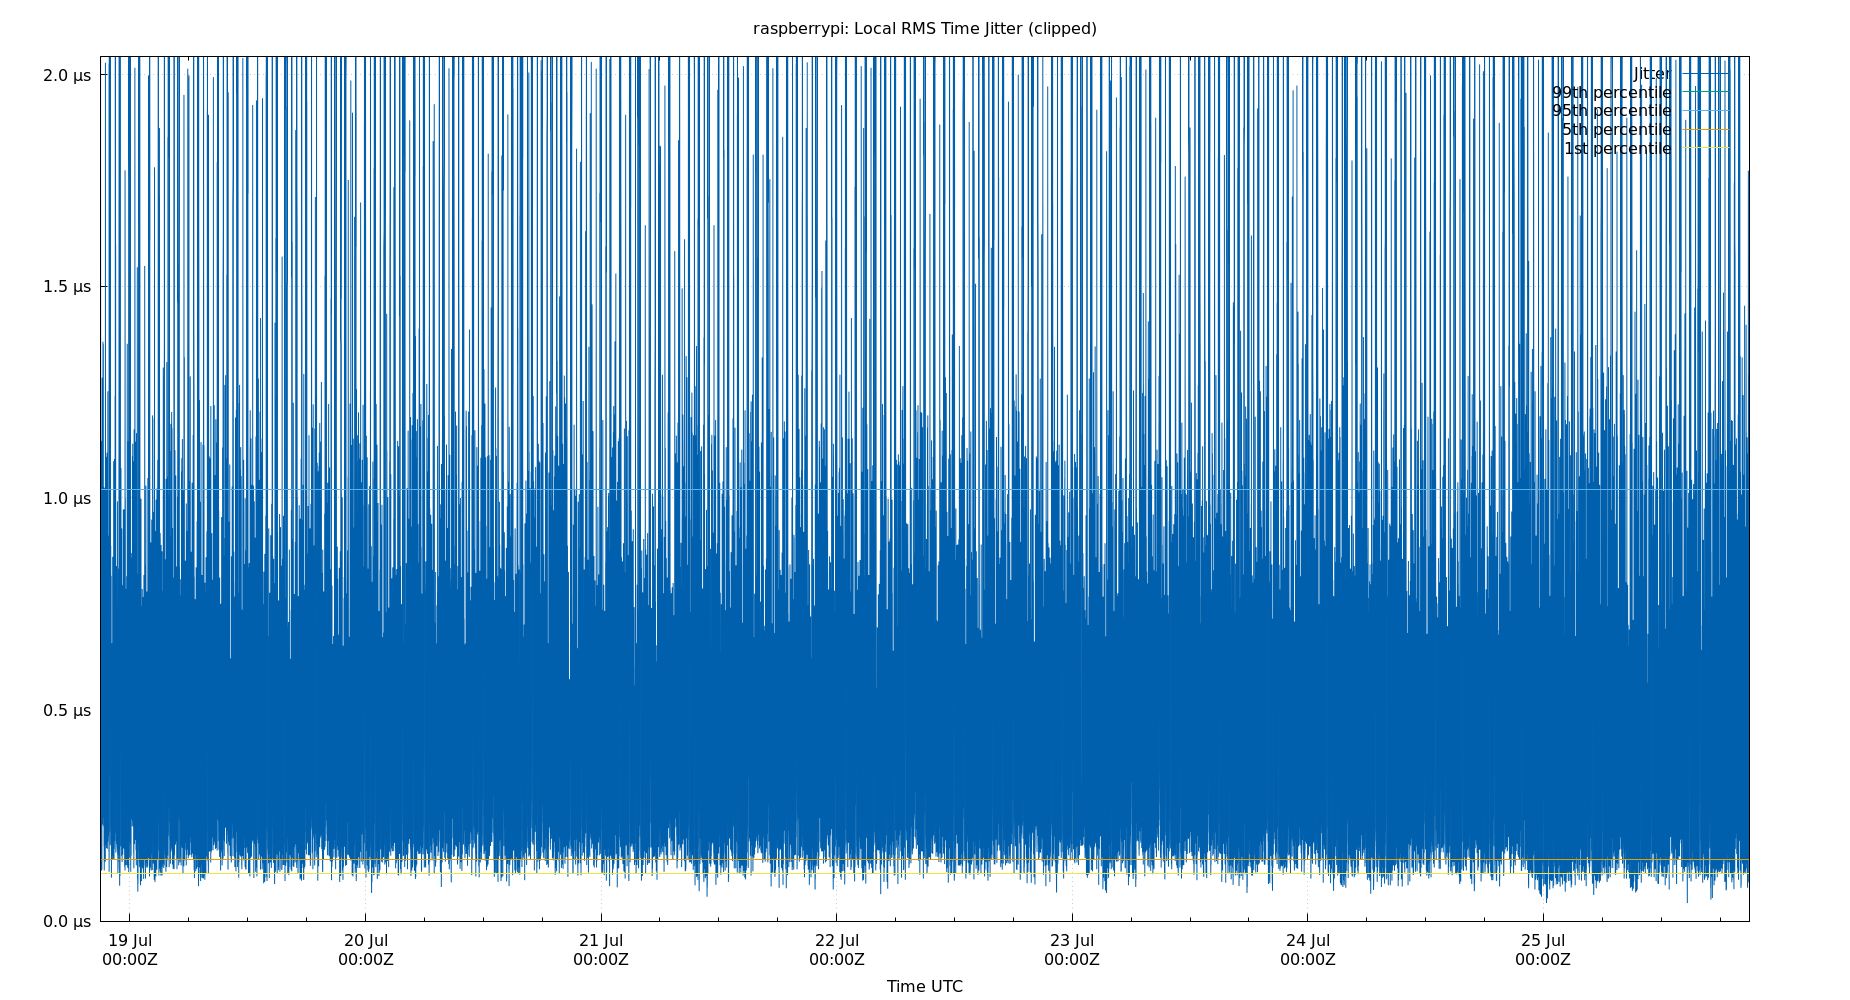 raspberrypi: Local RMS Time Jitter (clipped)
2.0 μs
1.5 μs
1.0 μs
0.5 μs
0.0 μs
Jitter
99th percentile
95th percentile
5th percentile
1st percentile
19 Jul 20 Jul 21 Jul 22 Jul 23 Jul 24 Jul 25 Jul
00:00Z 00:00Z 00:00Z 00:00Z 00:00Z 00:00Z 00:00Z
Time UTC